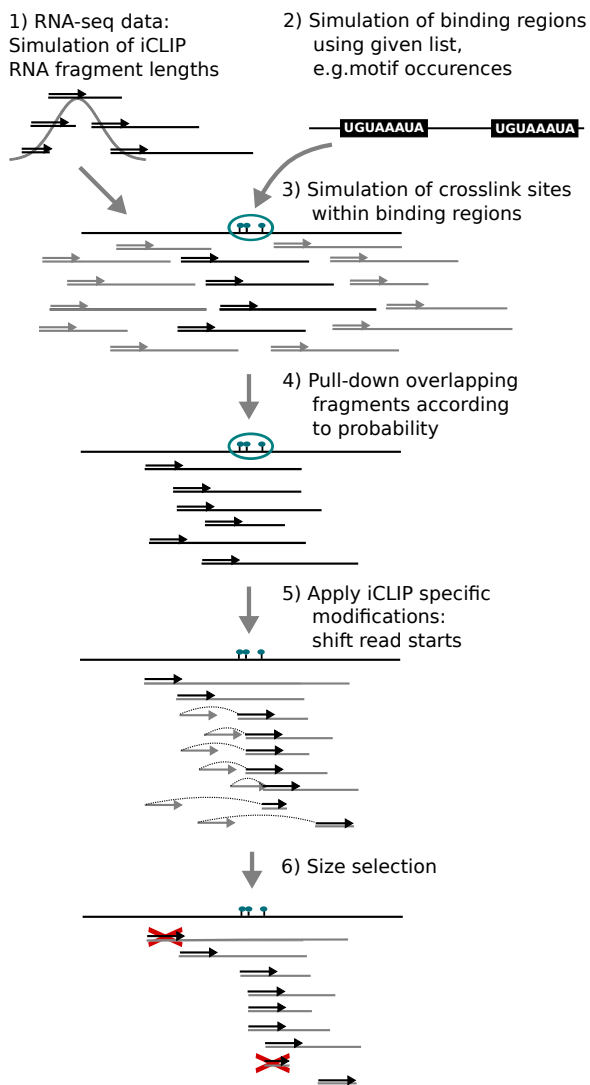 1) RNA-seq data:
Simulation of iCLIP
RNA fragment lengths
2) Simulation of binding regions
using given list,
e.g.motif occurences
UGUAAAUA UGUAAAUA
3) Simulation of crosslink sites
within binding regions
4) Pull-down overlapping
fragments according
to probability
5) Apply iCLIP specific
modifications:
shift read starts
6) Size selection